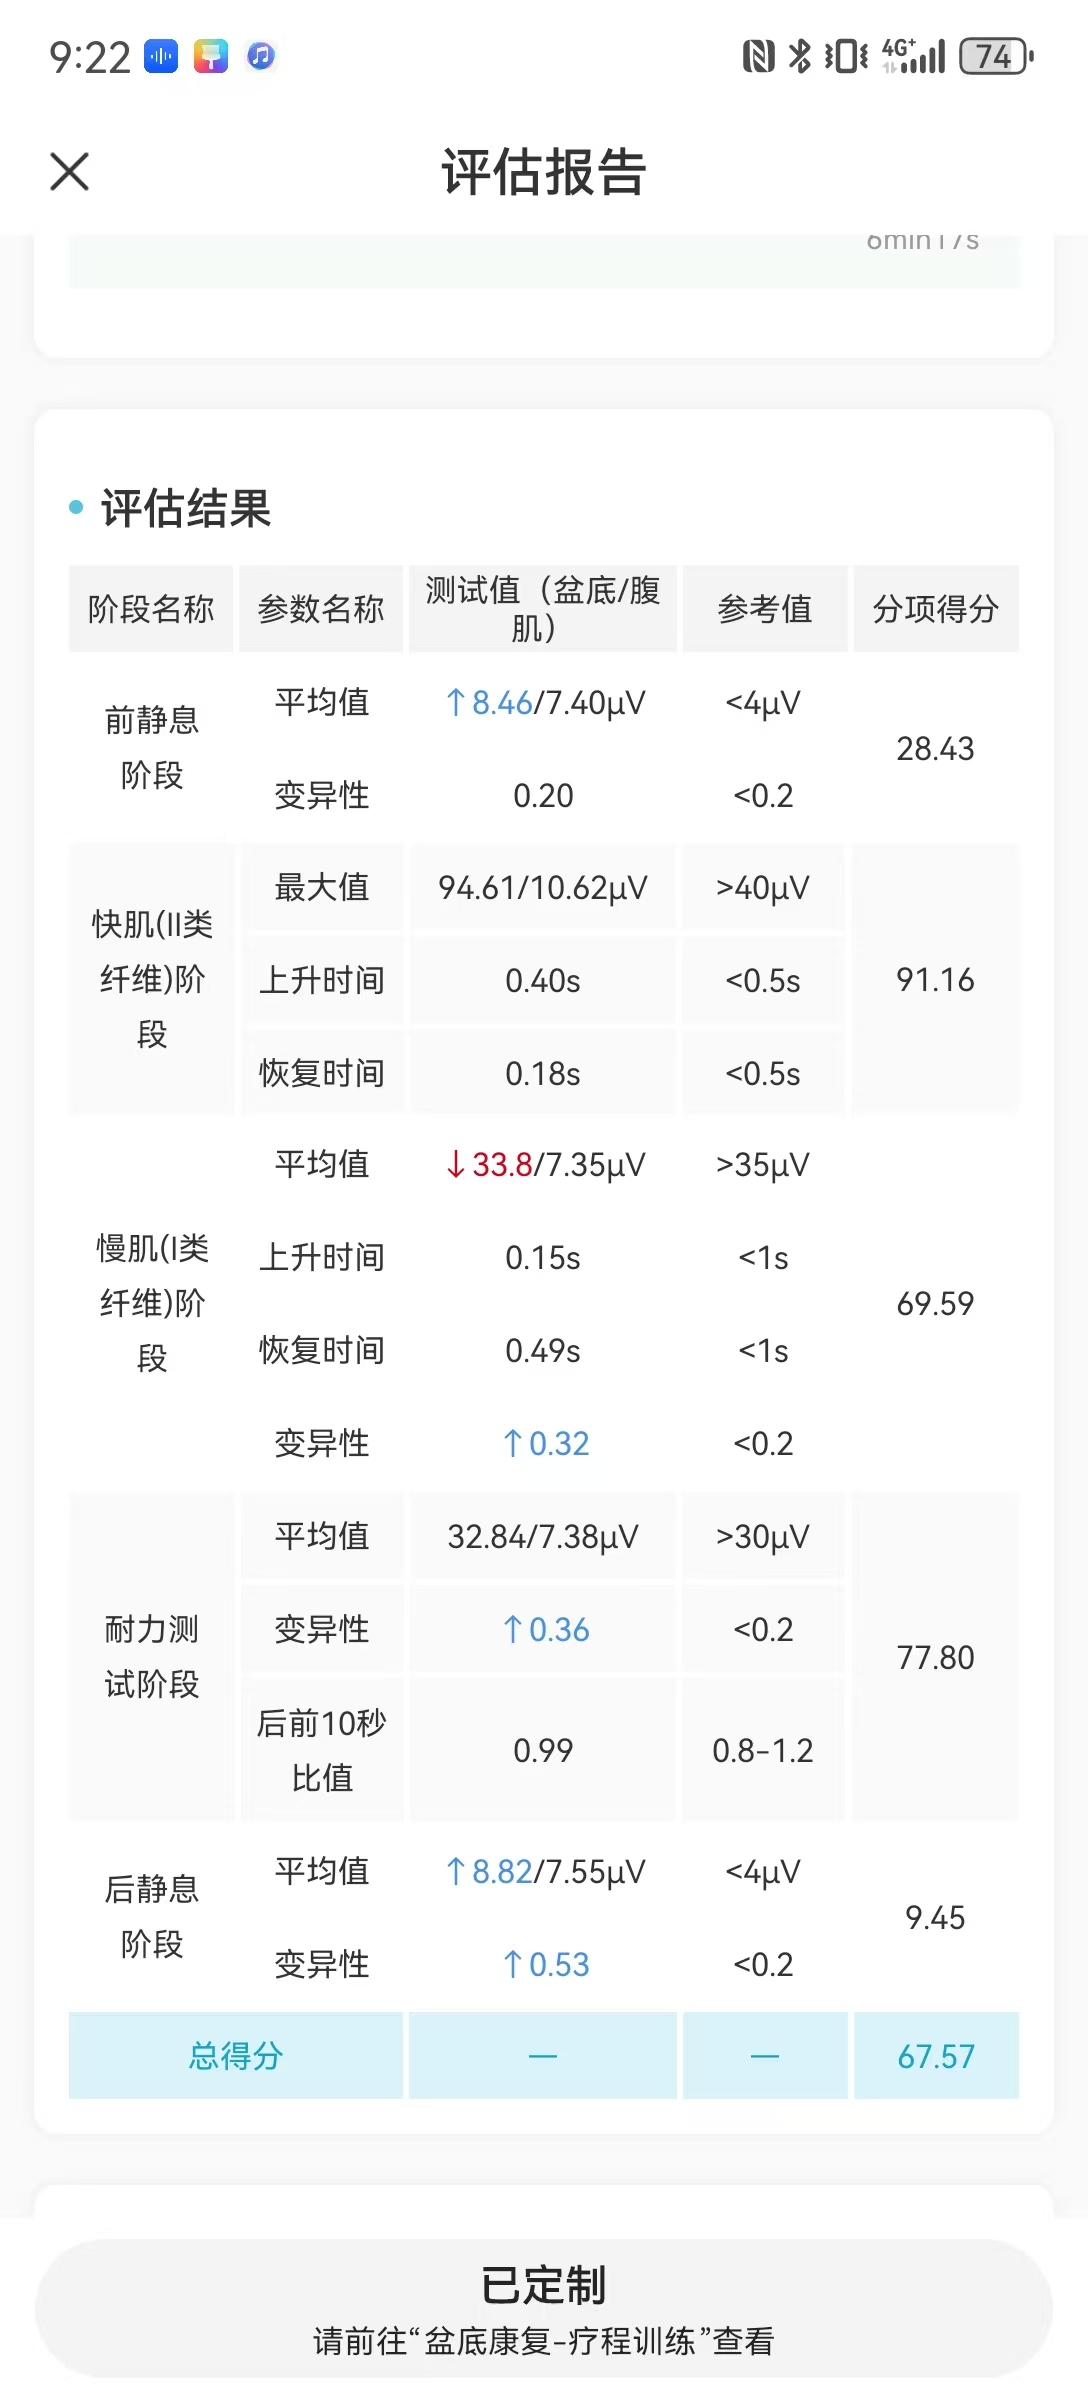 9:22
4G+
74
评估报告
6min17s
评估结果
阶段名称 参数名称 测试值（盆底/腹肌） 参考值 分项得分
前静息阶段 平均值 ↑8.46/7.40μV <4μV 28.43
变异性 0.20 <0.2
快肌(II类纤维)阶段 最大值 94.61/10.62μV >40μV 91.16
上升时间 0.40s <0.5s
恢复时间 0.18s <0.5s
慢肌(I类纤维)阶段 平均值 ↓33.8/7.35μV >35μV 69.59
上升时间 0.15s <1s
恢复时间 0.49s <1s
变异性 ↑0.32 <0.2
耐力测试阶段 平均值 32.84/7.38μV >30μV 77.80
变异性 ↑0.36 <0.2
后前10秒比值 0.99 0.8-1.2
后静息阶段 平均值 ↑8.82/7.55μV <4μV 9.45
变异性 ↑0.53 <0.2
总得分 — — 67.57
已定制
请前往“盆底康复-疗程训练”查看